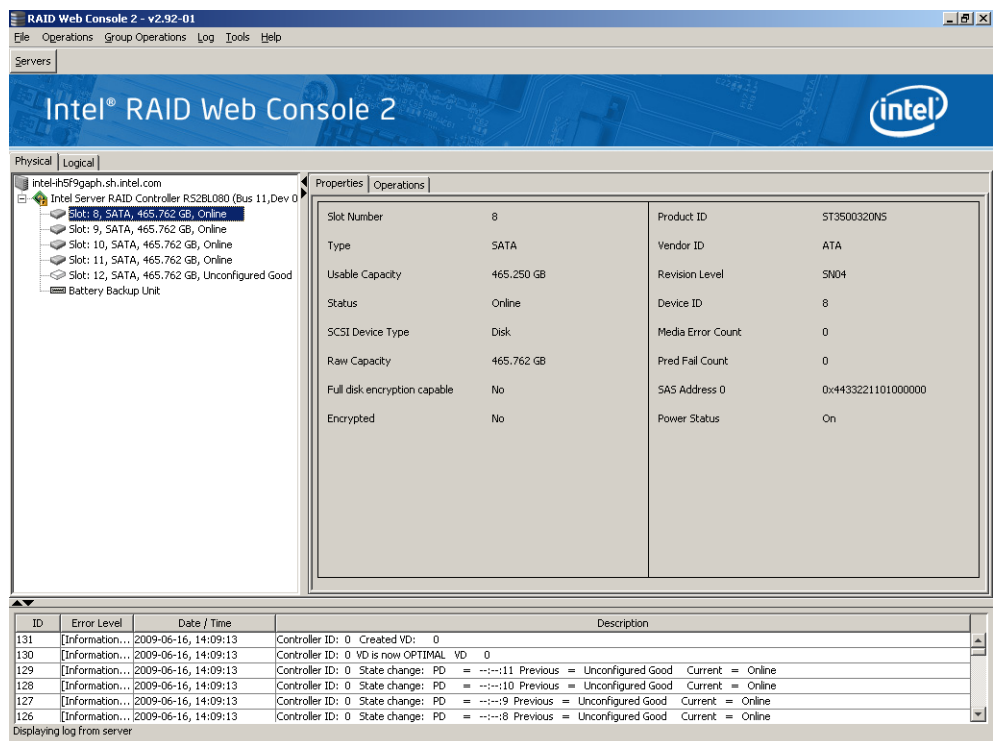 RAID Web Console 2 - v2.92-01
File Operations Group Operations Log Tools Help
Servers
Intel® RAID Web Console 2
(intel)
Physical Logical
intel-ih5f9gaph.sh.intel.com
Intel Server RAID Controller RS2BL080 (Bus 11,Dev 0
Slot: 8, SATA, 465.762 GB, Online
Slot: 9, SATA, 465.762 GB, Online
Slot: 10, SATA, 465.762 GB, Online
Slot: 11, SATA, 465.762 GB, Online
Slot: 12, SATA, 465.762 GB, Unconfigured Good
Battery Backup Unit
Properties Operations
Slot Number 8 Product ID ST3500320NS
Type SATA Vendor ID ATA
Usable Capacity 465.250 GB Revision Level SN04
Status Online Device ID 8
SCSI Device Type Disk Media Error Count 0
Raw Capacity 465.762 GB Pred Fail Count 0
Full disk encryption capable No SAS Address 0 0x4433221101000000
Encrypted No Power Status On
ID Error Level Date / Time Description
131 [Information... 2009-06-16, 14:09:13 Controller ID: 0 Created VD: 0
130 [Information... 2009-06-16, 14:09:13 Controller ID: 0 VD is now OPTIMAL VD 0
129 [Information... 2009-06-16, 14:09:13 Controller ID: 0 State change: PD = --:--:11 Previous = Unconfigured Good Current = Online
128 [Information... 2009-06-16, 14:09:13 Controller ID: 0 State change: PD = --:--:10 Previous = Unconfigured Good Current = Online
127 [Information... 2009-06-16, 14:09:13 Controller ID: 0 State change: PD = --:--:9 Previous = Unconfigured Good Current = Online
126 [Information... 2009-06-16, 14:09:13 Controller ID: 0 State change: PD = --:--:8 Previous = Unconfigured Good Current = Online
Displaying log from server